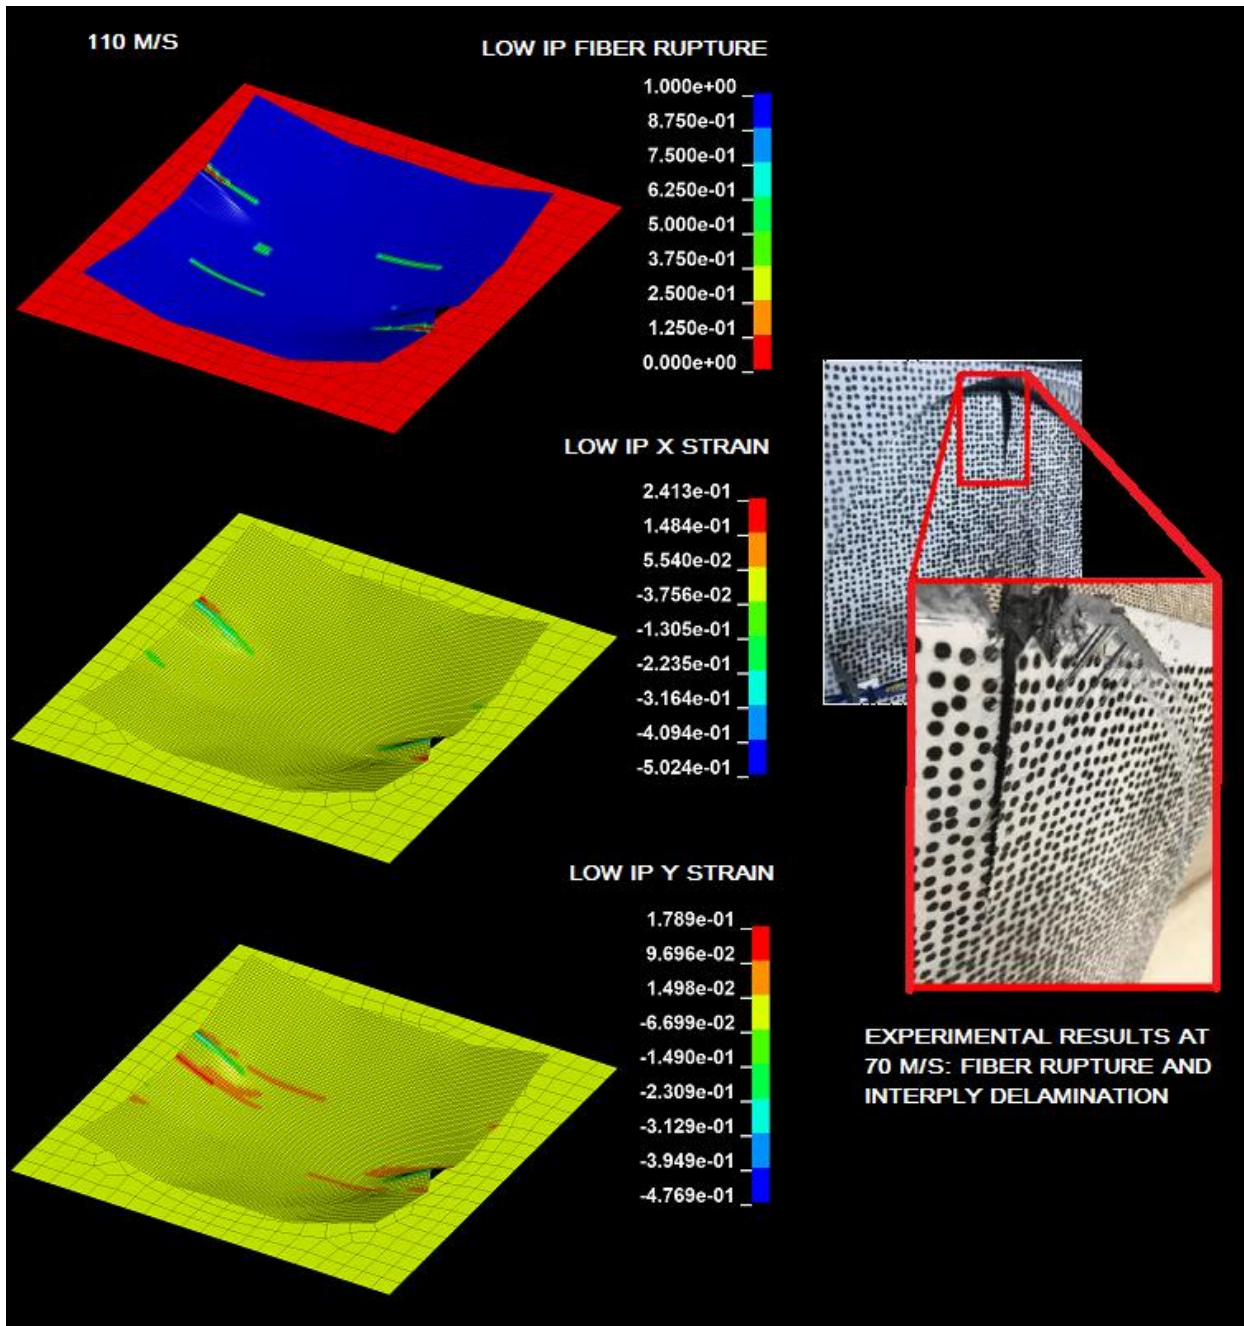 110 M/S
LOW IP FIBER RUPTURE
1.000e+00
8.750e-01
7.500e-01
6.250e-01
5.000e-01
3.750e-01
2.500e-01
1.250e-01
0.000e+00
LOW IP X STRAIN
2.413e-01
1.484e-01
5.540e-02
-3.756e-02
-1.305e-01
-2.235e-01
-3.164e-01
-4.094e-01
-5.024e-01
LOW IP Y STRAIN
1.789e-01
9.696e-02
1.498e-02
-6.699e-02
-1.490e-01
-2.309e-01
-3.129e-01
-3.949e-01
-4.769e-01
EXPERIMENTAL RESULTS AT
70 M/S: FIBER RUPTURE AND
INTERPLY DELAMINATION